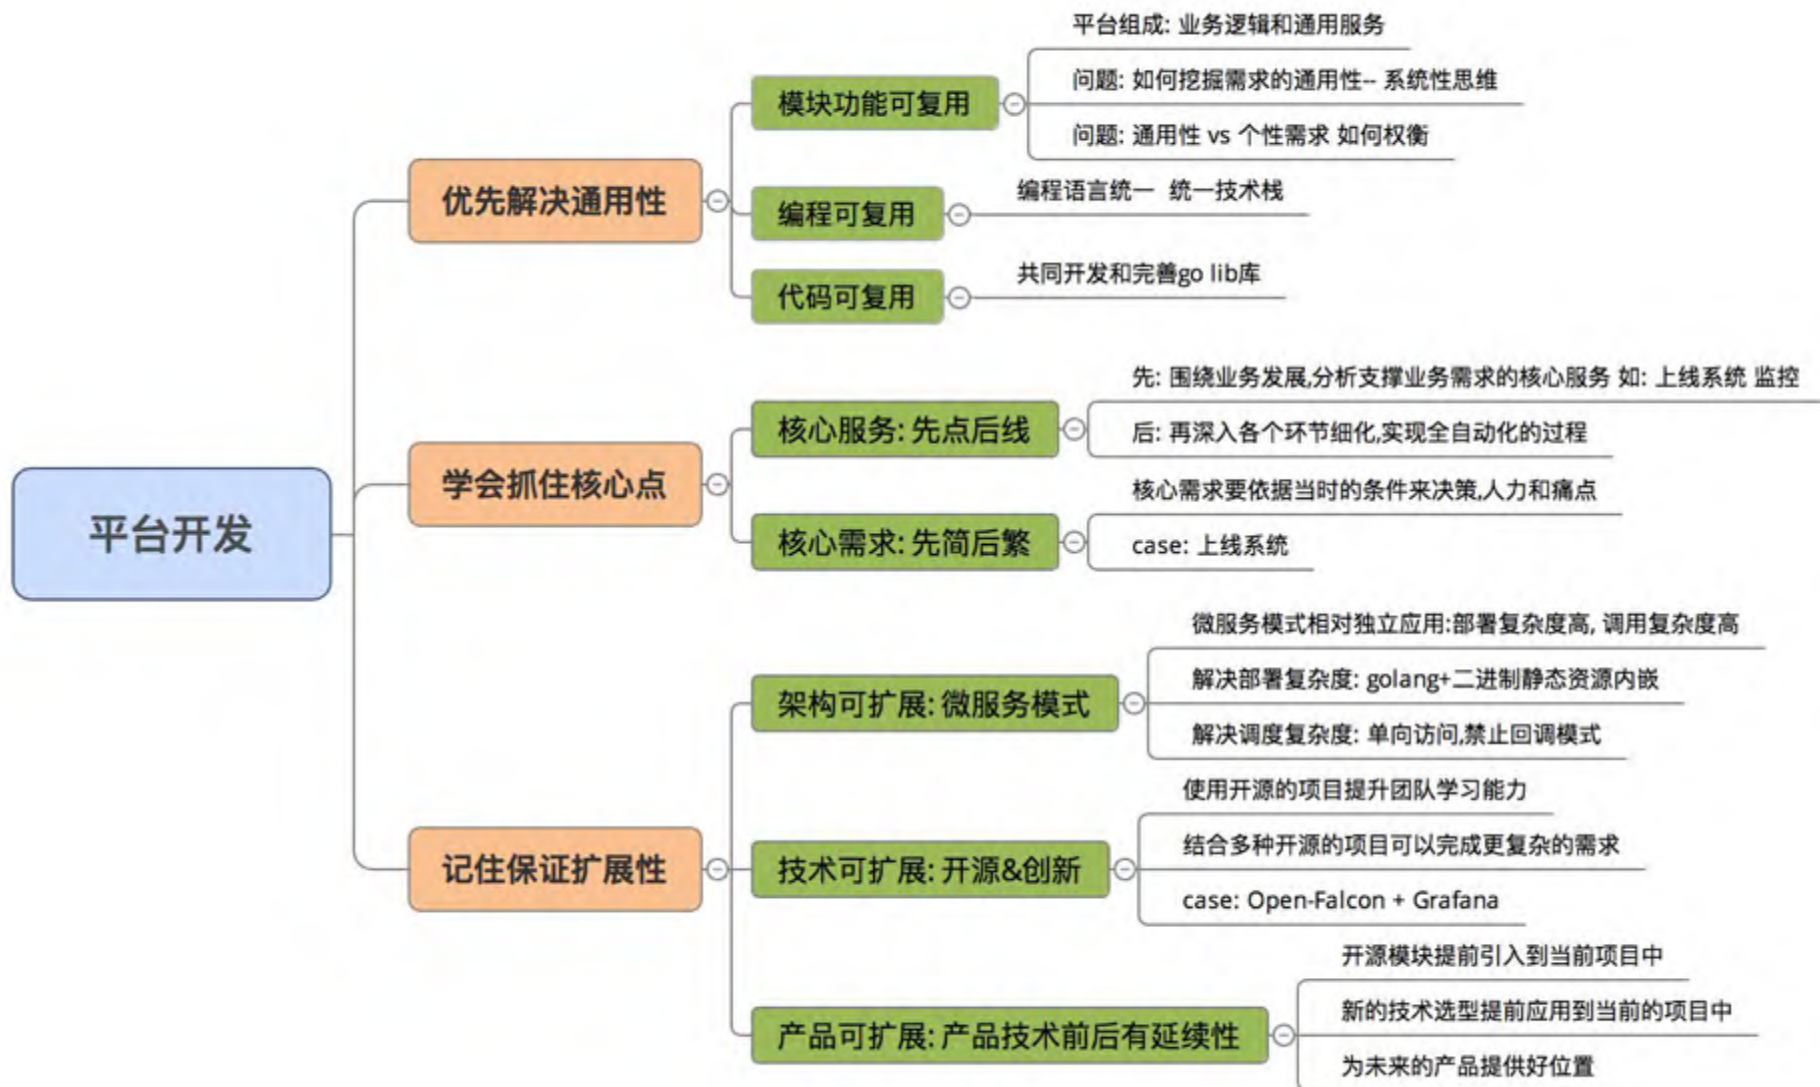 平台开发
优先解决通用性
模块功能可复用
平台组成: 业务逻辑和通用服务
问题: 如何挖掘需求的通用性-- 系统性思维
问题: 通用性 vs 个性需求 如何权衡
编程可复用
编程语言统一 统一技术栈
代码可复用
共同开发和完善go lib库
学会抓住核心点
核心服务: 先点后线
先: 围绕业务发展,分析支撑业务需求的核心服务 如: 上线系统 监控
后: 再深入各个环节细化,实现全自动化的过程
核心需求: 先简后繁
核心需求要依据当时的条件来决策,人力和痛点
case: 上线系统
记住保证扩展性
架构可扩展: 微服务模式
微服务模式相对独立应用:部署复杂度高, 调用复杂度高
解决部署复杂度: golang+二进制静态资源内嵌
解决调度复杂度: 单向访问,禁止回调模式
技术可扩展: 开源&创新
使用开源的项目提升团队学习能力
结合多种开源的项目可以完成更复杂的需求
case: Open-Falcon + Grafana
产品可扩展: 产品技术前后有延续性
开源模块提前引入到当前项目中
新的技术选型提前应用到当前的项目中
为未来的产品提供好位置